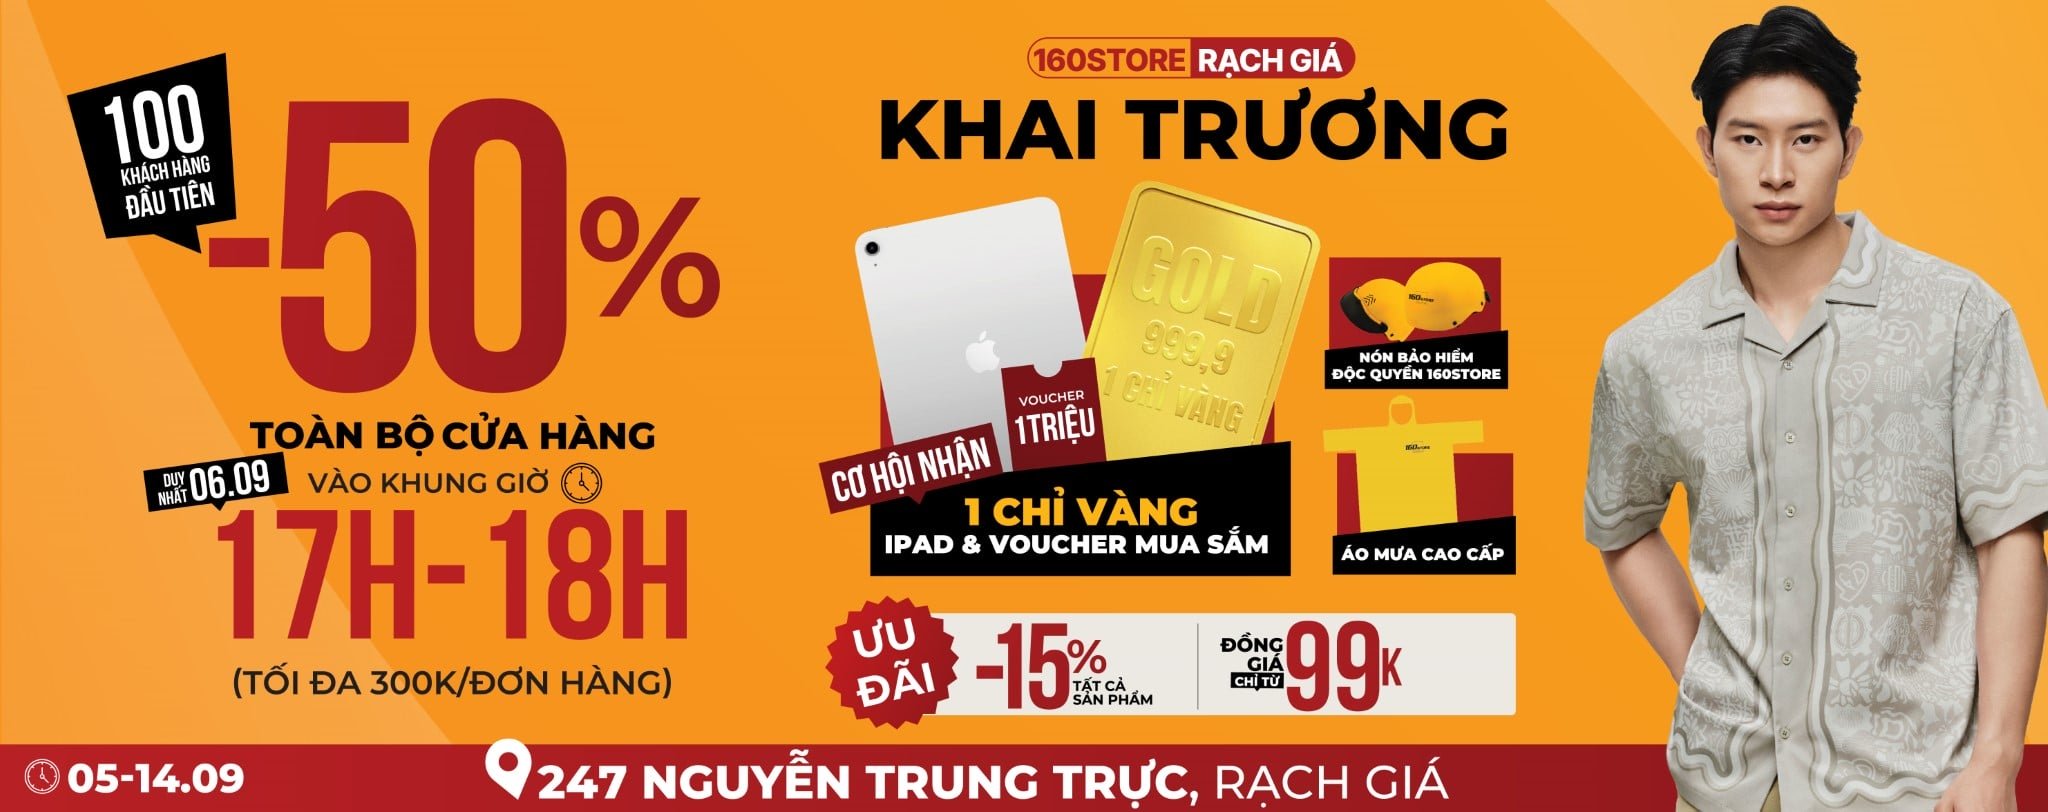 100
KHÁCH HÀNG
ĐẦU TIÊN
-50%
TOÀN BỘ CỬA HÀNG
DUY
NHẤT 06.09
VÀO KHUNG GIỜ
17H-18H
(TỐI ĐA 300K/ĐƠN HÀNG)
160STORE RẠCH GIÁ
KHAI TRƯƠNG
GOLD
999,9
1 CHỈ VÀNG
VOUCHER
1TRIỆU
CƠ HỘI NHẬN
1 CHỈ VÀNG
IPAD & VOUCHER MUA SẮM
160STORE
NÓN BẢO HIỂM
ĐỘC QUYỀN 160STORE
160STORE
ÁO MƯA CAO CẤP
ƯU
ĐÃI
-15%
TẤT CẢ
SẢN PHẨM
ĐỒNG
GIÁ
CHỈ TỪ
99K
05-14.09
247 NGUYỄN TRUNG TRỰC, RẠCH GIÁ